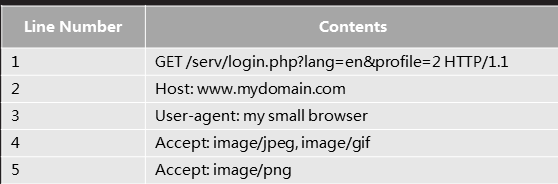 Line Number Contents
1 GET /serv/login.php?lang=en&profile=2 HTTP/1.1
2 Host: www.mydomain.com
3 User-agent: my small browser
4 Accept: image/jpeg, image/gif
5 Accept: image/png